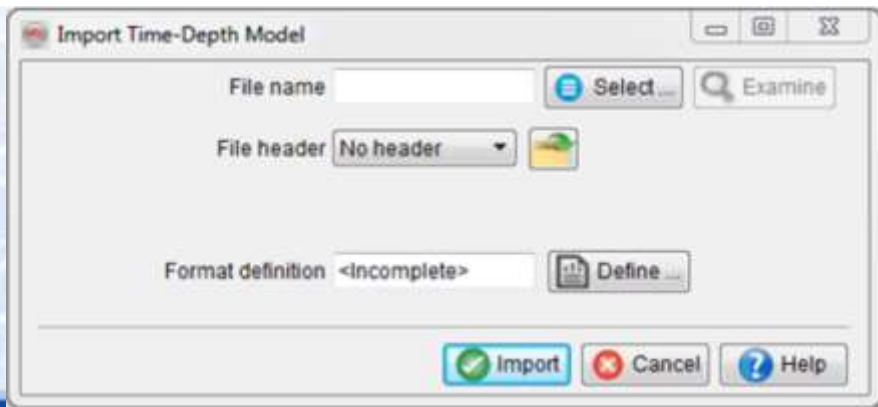 Import Time-Depth Model
File name Select ... Examine
File header No header
Format definition <Incomplete> Define ...
Import Cancel Help